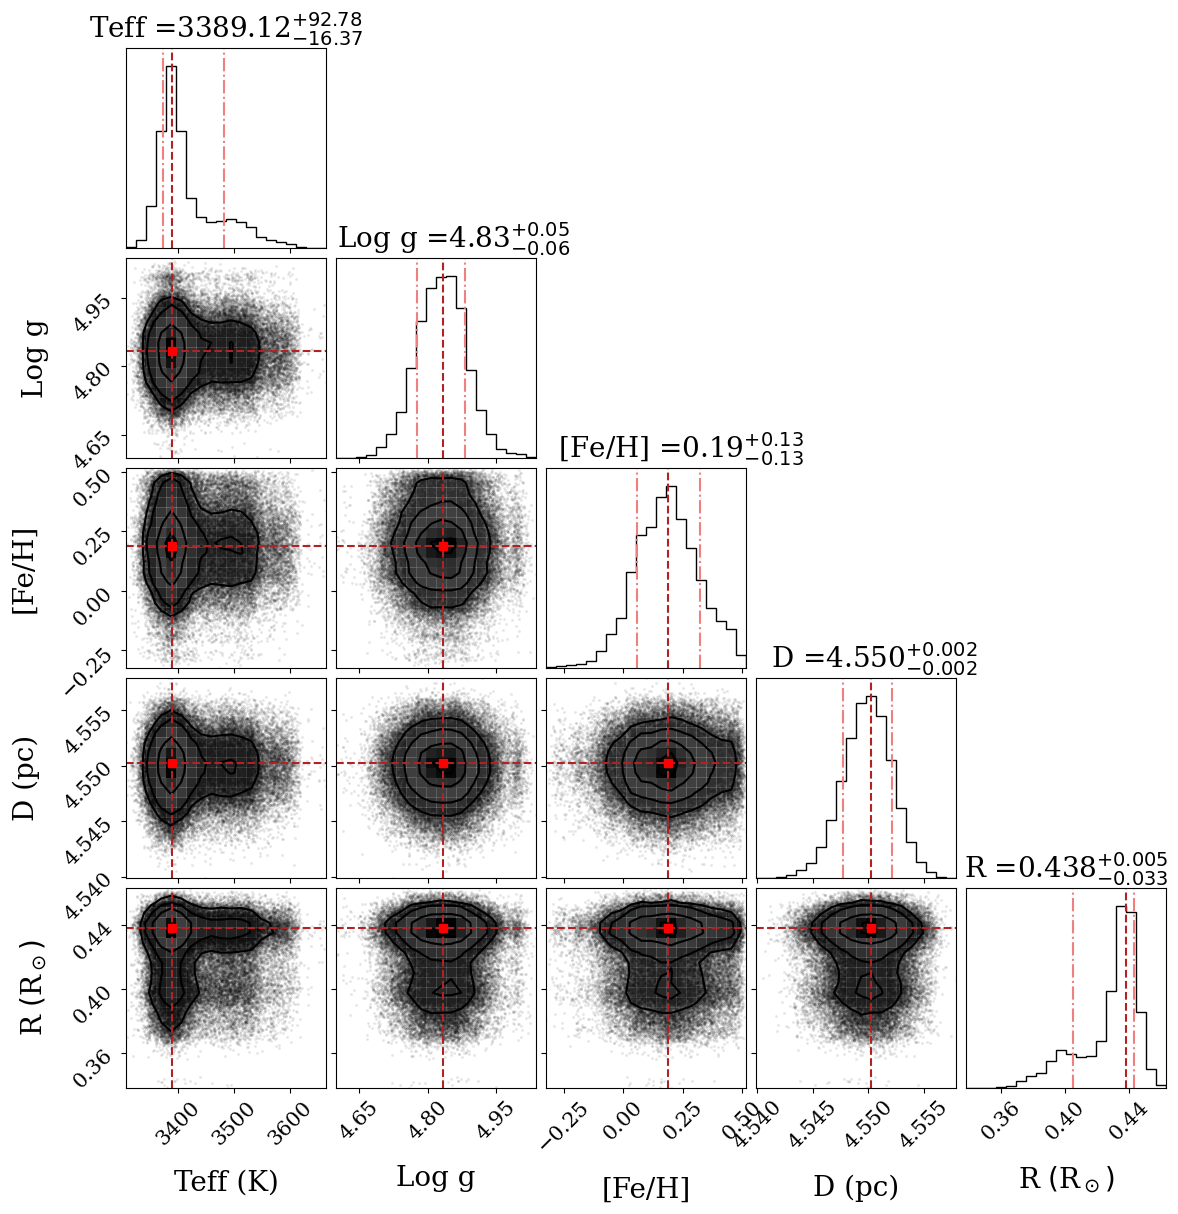 Teff =3389.12+92.78−16.37
Log g =4.83+0.05−0.06
Log g
4.95
4.80
4.65
[Fe/H] =0.19+0.13−0.13
[Fe/H]
0.50
0.25
0.00
−0.25
D =4.550+0.002−0.002
D (pc)
4.555
4.550
4.545
4.540
R =0.438+0.005−0.033
R (R⊙)
0.44
0.40
0.36
3400 3500 3600 4.65 4.80 4.95 −0.25 0.00 0.25 0.50 4.540 4.545 4.550 4.555 0.36 0.40 0.44
Teff (K) Log g [Fe/H] D (pc) R (R⊙)